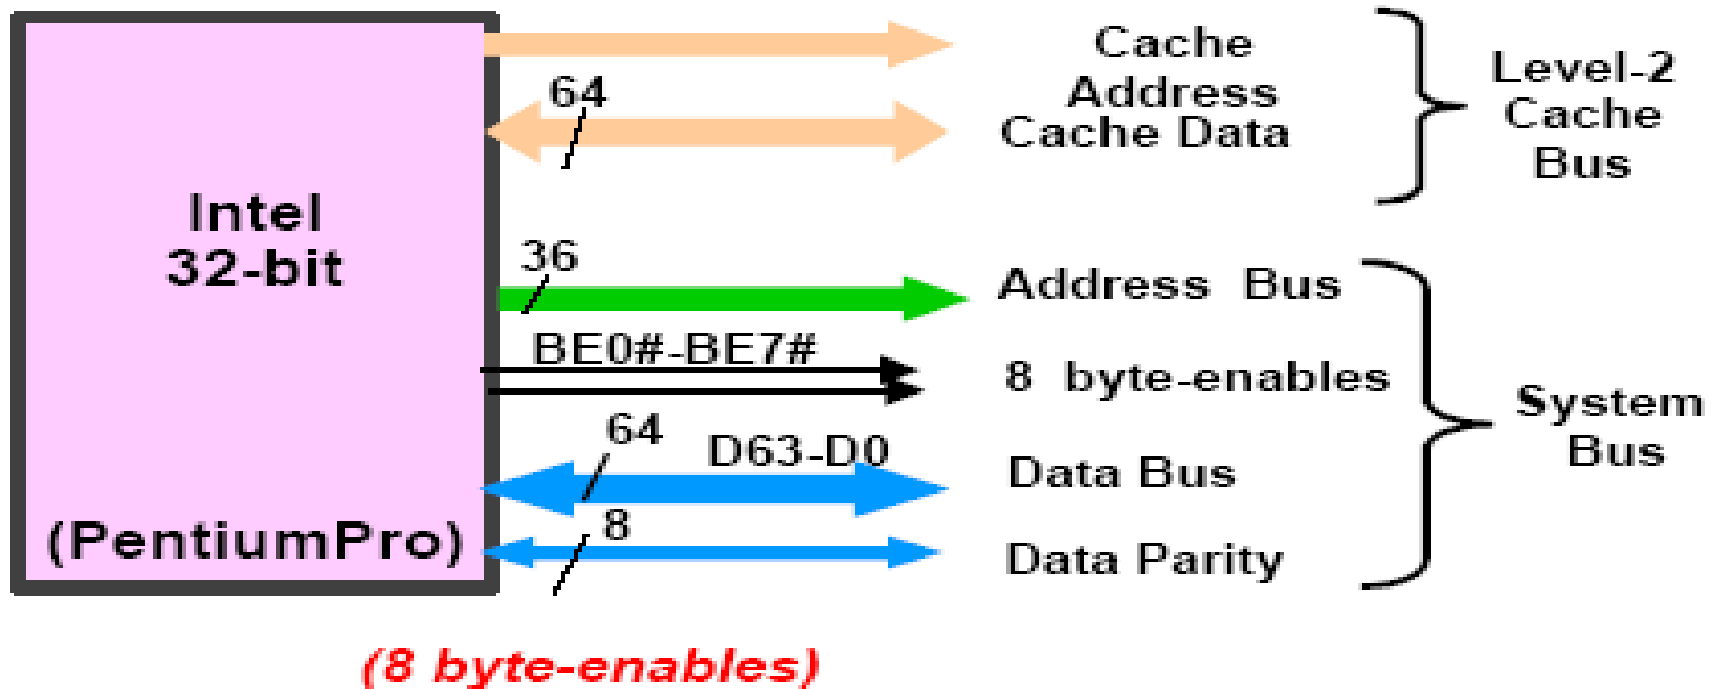 Cache
Address
64
Cache Data
Level-2
Cache
Bus
Intel
32-bit
36
Address Bus
BE0#-BE7#
8 byte-enables
System
Bus
64
D63-D0
Data Bus
8
(PentiumPro)
Data Parity
(8 byte-enables)